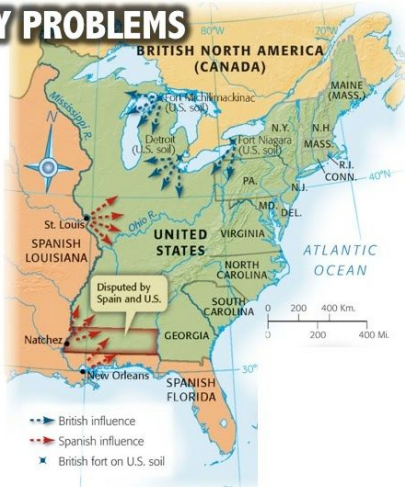 Y PROBLEMS
80°W
70°W
BRITISH NORTH AMERICA
(CANADA)
Mississippi R.
Fort Michilimackinac
(U.S. soil)
MAINE
(MASS.)
N
Detroit
(U.S. soil)
Fort Niagara
(U.S. soil)
N.Y.
N.H.
MASS.
R.I.
CONN.
40°N
PA.
N.J.
MD.
DEL.
St. Louis
Ohio R.
SPANISH
LOUISIANA
UNITED
STATES
VIRGINIA
ATLANTIC
OCEAN
NORTH
CAROLINA
Disputed by
Spain and U.S.
SOUTH
CAROLINA
0 200 400 Km.
0 200 400 Mi.
Natchez
GEORGIA
New Orleans
30°
SPANISH
FLORIDA
British influence
Spanish influence
British fort on U.S. soil